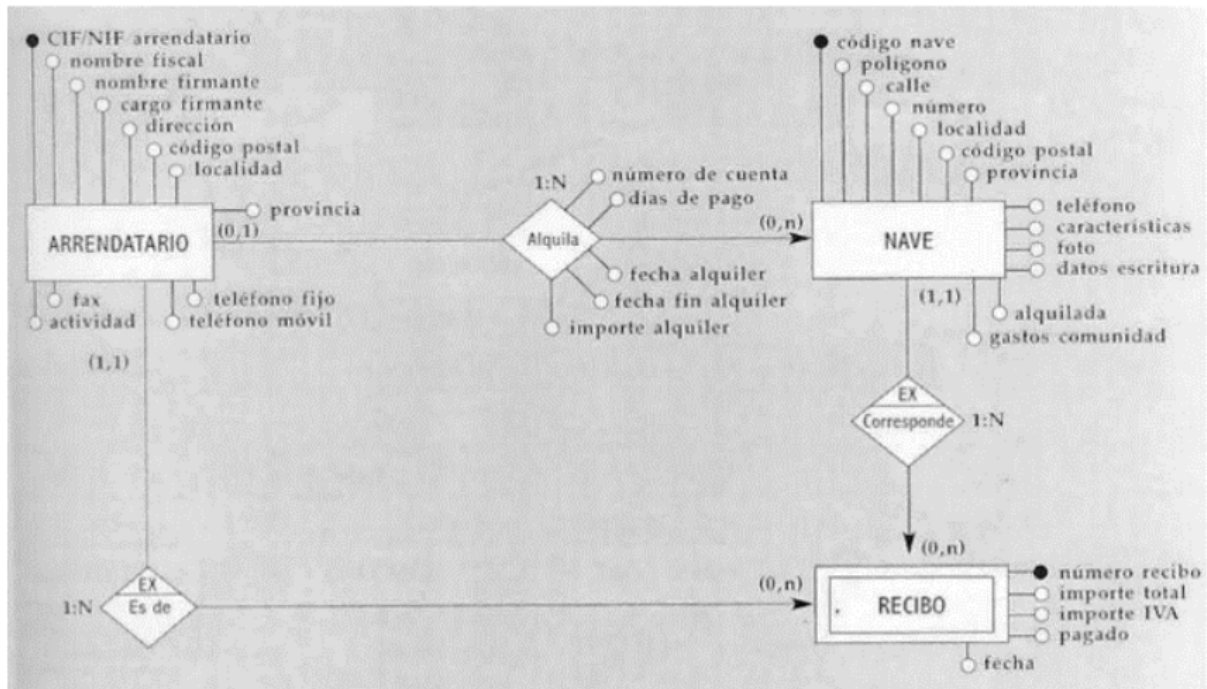 CIF/NIF arrendatario
nombre fiscal
nombre firmante
cargo firmante
dirección
código postal
localidad
provincia
ARRENDATARIO
(0,1)
fax
actividad
teléfono fijo
teléfono móvil
(1,1)
1:N
número de cuenta
días de pago
Alquila
fecha alquiler
fecha fin alquiler
importe alquiler
(0,n)
código nave
polígono
calle
número
localidad
código postal
provincia
NAVE
teléfono
características
foto
datos escritura
(1,1)
alquilada
gastos comunidad
EX
Corresponde
1:N
(0,n)
1:N
EX
Es de
(0,n)
RECIBO
número recibo
importe total
importe IVA
pagado
fecha